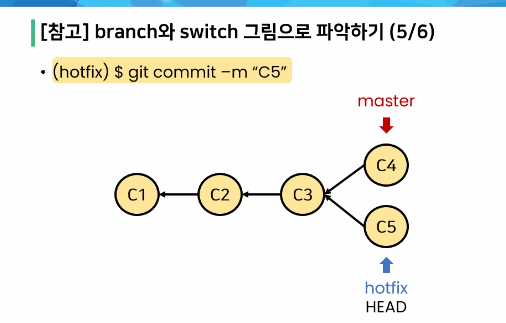 [참고] branch와 switch 그림으로 파악하기 (5/6)
• (hotfix) $ git commit –m “C5”
master
C4
C1 C2 C3
C5
hotfix
HEAD